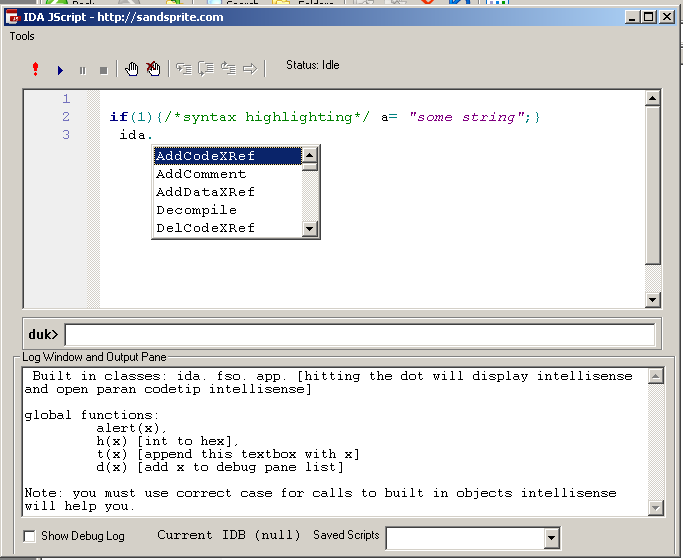 IDA JScript - http://sandsprite.com
Tools
Status: Idle
1
2 if(1){/*syntax highlighting*/ a= "some string";}
3 ida.
AddCodeXRef
AddComment
AddDataXRef
Decompile
DelCodeXRef
duk>
Log Window and Output Pane
Built in classes: ida. fso. app. [hitting the dot will display intellisense
and open paran codetip intellisense]
global functions:
alert(x),
h(x) [int to hex],
t(x) [append this textbox with x]
d(x) [add x to debug pane list]
Note: you must use correct case for calls to built in objects intellisense
will help you.
Show Debug Log Current IDB (null) Saved Scripts